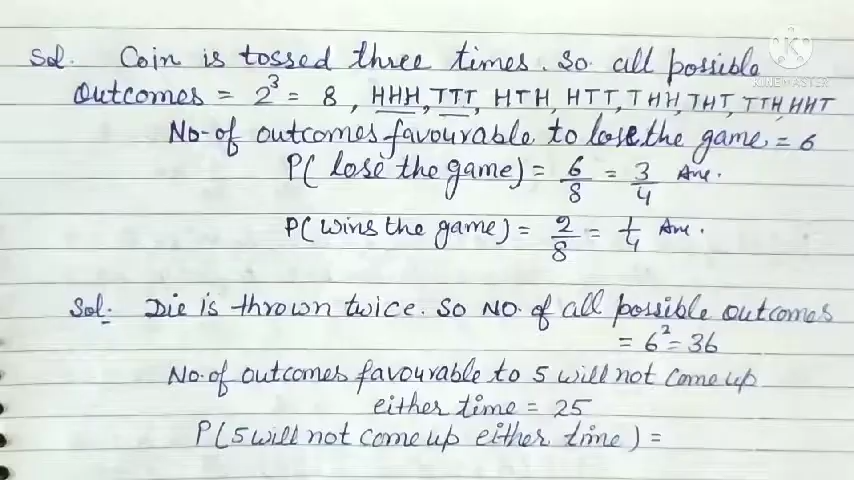 Sol. Coin is tossed three times. So all possible
KINEMASTER
outcomes = 2³ = 8, HHH, TTT, HTH, HTT, THH, THT, TTH, HHT
No. of outcomes favourable to lose the game = 6
P( lose the game) = 6/8 = 3/4 Ans.
P(wins the game) = 2/8 = 1/4 Ans.
Sol. Die is thrown twice. So No. of all possible outcomes
= 6² = 36
No. of outcomes favourable to 5 will not come up
either time = 25
P(5 will not come up either time) =